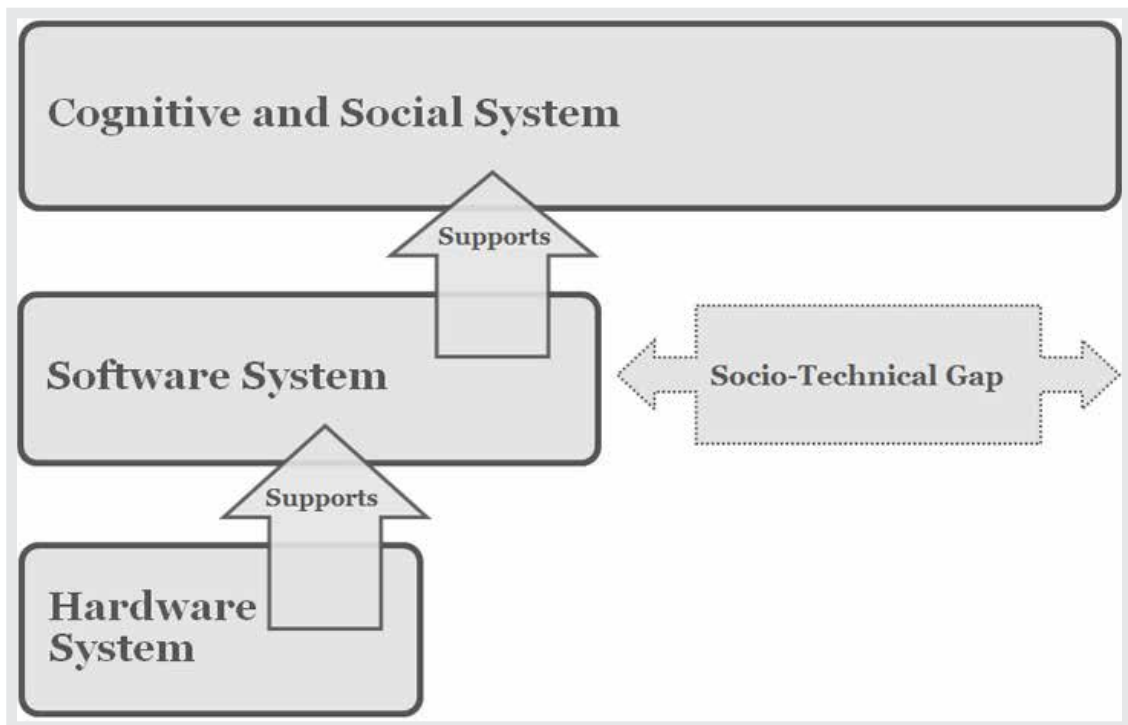 Cognitive and Social System
Supports
Software System
Socio-Technical Gap
Supports
Hardware
System